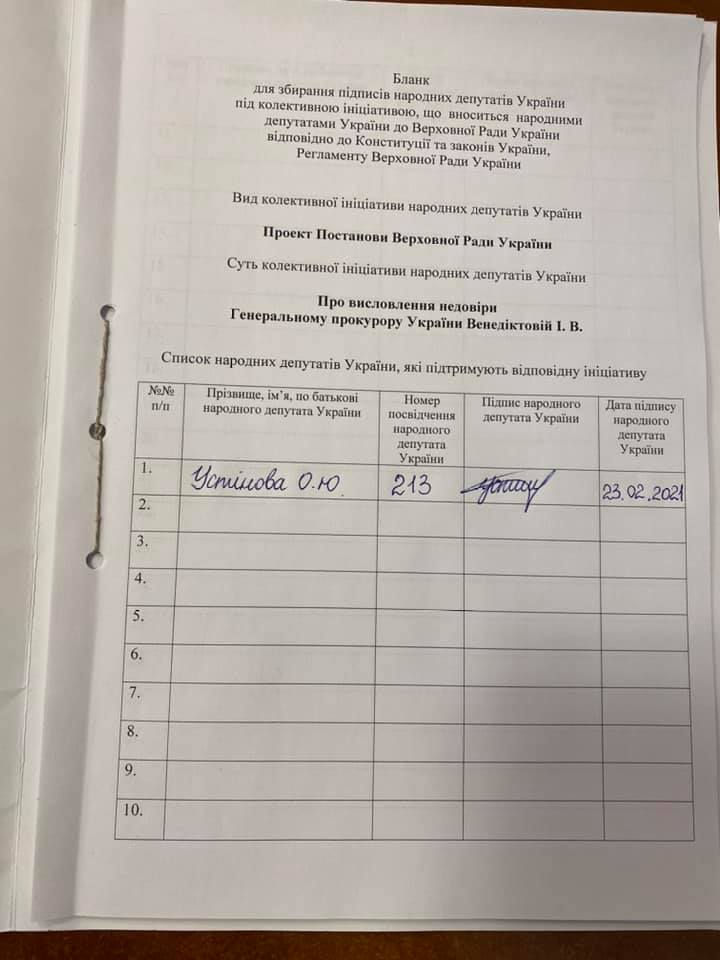 Бланк
для збирання підписів народних депутатів України
під колективною ініціативою, що вноситься народними
депутатами України до Верховної Ради України
відповідно до Конституції та законів України,
Регламенту Верховної Ради України
Вид колективної ініціативи народних депутатів України
Проект Постанови Верховної Ради України
Суть колективної ініціативи народних депутатів України
Про висловлення недовіри
Генеральному прокурору України Венедіктовій І. В.
Список народних депутатів України, які підтримують відповідну ініціативу
№№ п/п
Прізвище, ім’я, по батькові
народного депутата України
Номер
посвідчення
народного
депутата
України
Підпис народного
депутата України
Дата підпису
народного
депутата
України
1. Устінова О.Ю. 213 23.02.2021
2.
3.
4.
5.
6.
7.
8.
9.
10.